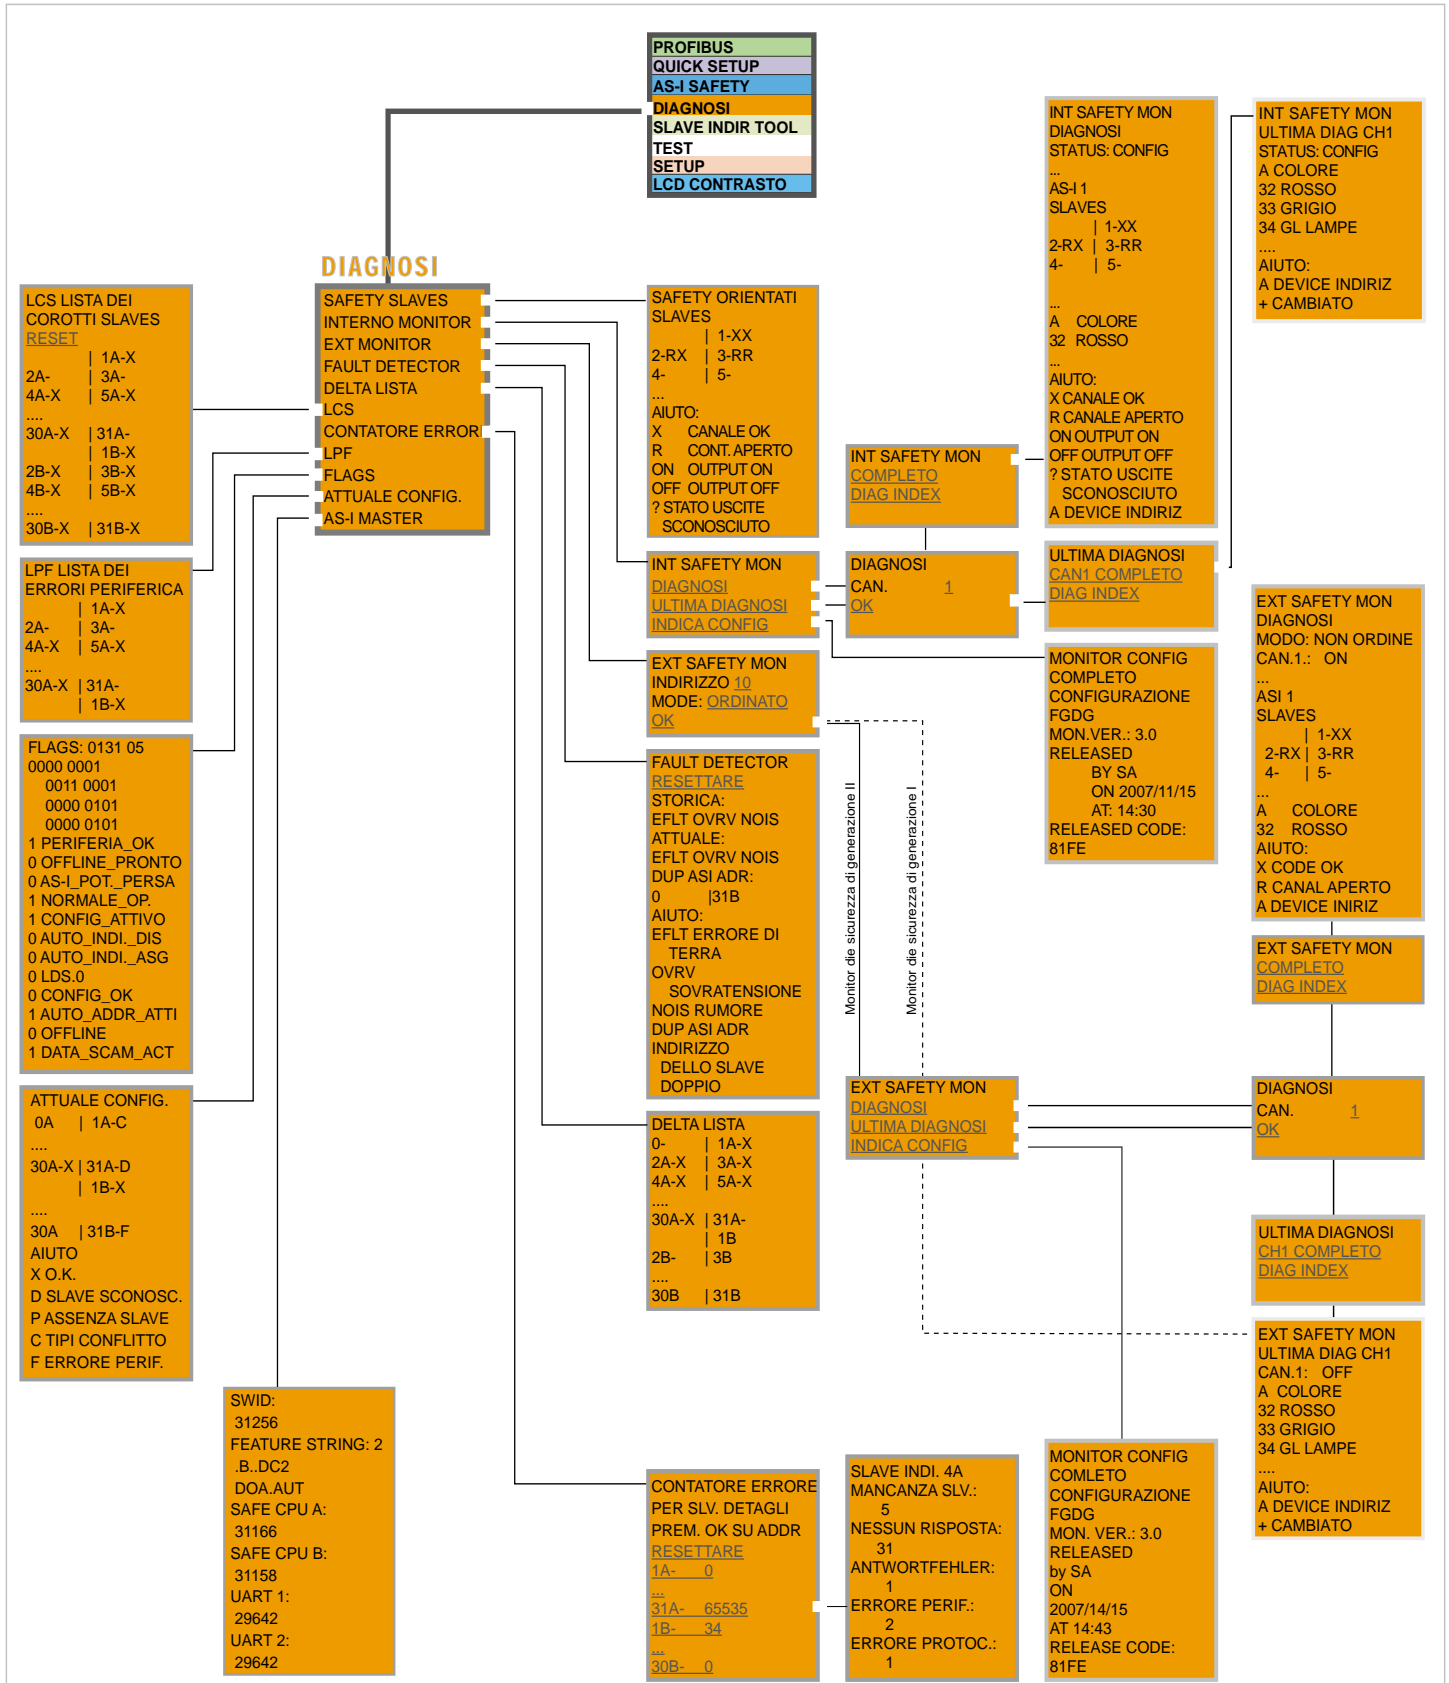 PROFIBUS
QUICK SETUP
AS-I SAFETY
DIAGNOSI
SLAVE INDIR TOOL
TEST
SETUP
LCD CONTRASTO
DIAGNOSI
SAFETY SLAVES
INTERNO MONITOR
EXT MONITOR
FAULT DETECTOR
DELTA LISTA
LCS
CONTATORE ERRORI
LPF
FLAGS
ATTUALE CONFIG.
AS-I MASTER
LCS LISTA DEI
COROTTI SLAVES
RESET
| 1A-X
2A- | 3A-
4A-X | 5A-X
....
30A-X | 31A-
| 1B-X
2B-X | 3B-X
4B-X | 5B-X
....
30B-X | 31B-X
LPF LISTA DEI
ERRORI PERIFERICA
| 1A-X
2A- | 3A-
4A-X | 5A-X
....
30A-X | 31A-
| 1B-X
FLAGS: 0131 05
0000 0001
0011 0001
0000 0101
0000 0101
1 PERIFERIA_OK
0 OFFLINE_PRONTO
0 AS-I_POT._PERSA
1 NORMALE_OP.
1 CONFIG_ATTIVO
0 AUTO_INDI._DIS
0 AUTO_INDI._ASG
0 LDS.0
0 CONFIG_OK
1 AUTO_ADDR_ATTI
0 OFFLINE
1 DATA_SCAM_ACT
ATTUALE CONFIG.
0A | 1A-C
....
30A-X | 31A-D
| 1B-X
....
30A | 31B-F
AIUTO
X O.K.
D SLAVE SCONOSC.
P ASSENZA SLAVE
C TIPI CONFLITTO
F ERRORE PERIF.
SWID:
31256
FEATURE STRING: 2
.B..DC2
DOA.AUT
SAFE CPU A:
31166
SAFE CPU B:
31158
UART 1:
29642
UART 2:
29642
SAFETY ORIENTATI
SLAVES
| 1-XX
2-RX | 3-RR
4- | 5-
...
AIUTO:
X CANALE OK
R CONT. APERTO
ON OUTPUT ON
OFF OUTPUT OFF
? STATO USCITE
SCONOSCIUTO
INT SAFETY MON
DIAGNOSI
ULTIMA DIAGNOSI
INDICA CONFIG
EXT SAFETY MON
INDIRIZZO 10
MODE: ORDINATO
OK
FAULT DETECTOR
RESETTARE
STORICA:
EFLT OVRV NOIS
ATTUALE:
EFLT OVRV NOIS
DUP ASI ADR:
0 |31B
AIUTO:
EFLT ERRORE DI
TERRA
OVRV
SOVRATENSIONE
NOIS RUMORE
DUP ASI ADR
INDIRIZZO
DELLO SLAVE
DOPPIO
DELTA LISTA
0- | 1A-X
2A-X | 3A-X
4A-X | 5A-X
....
30A-X | 31A-
| 1B
2B- | 3B
....
30B | 31B
CONTATORE ERRORE
PER SLV. DETAGLI
PREM. OK SU ADDR
RESETTARE
1A- 0
...
31A- 65535
1B- 34
...
30B- 0
INT SAFETY MON
COMPLETO
DIAG INDEX
DIAGNOSI
CAN. 1
OK
Monitor die sicurezza di generazione II
Monitor die sicurezza di generazione I
EXT SAFETY MON
DIAGNOSI
ULTIMA DIAGNOSI
INDICA CONFIG
SLAVE INDI. 4A
MANCANZA SLV.:
5
NESSUN RISPOSTA:
31
ANTWORTFEHLER:
1
ERRORE PERIF.:
2
ERRORE PROTOC.:
1
INT SAFETY MON
DIAGNOSI
STATUS: CONFIG
...
AS-I 1
SLAVES
| 1-XX
2-RX | 3-RR
4- | 5-
...
A COLORE
32 ROSSO
...
AIUTO:
X CANALE OK
R CANALE APERTO
ON OUTPUT ON
OFF OUTPUT OFF
? STATO USCITE
SCONOSCIUTO
A DEVICE INDIRIZ
ULTIMA DIAGNOSI
CAN1 COMPLETO
DIAG INDEX
MONITOR CONFIG
COMPLETO
CONFIGURAZIONE
FGDG
MON.VER.: 3.0
RELEASED
BY SA
ON 2007/11/15
AT: 14:30
RELEASED CODE:
81FE
MONITOR CONFIG
COMLETO
CONFIGURAZIONE
FGDG
MON. VER.: 3.0
RELEASED
by SA
ON
2007/14/15
AT 14:43
RELEASE CODE:
81FE
INT SAFETY MON
ULTIMA DIAG CH1
STATUS: CONFIG
A COLORE
32 ROSSO
33 GRIGIO
34 GL LAMPE
....
AIUTO:
A DEVICE INDIRIZ
+ CAMBIATO
EXT SAFETY MON
DIAGNOSI
MODO: NON ORDINE
CAN.1.: ON
...
ASI 1
SLAVES
| 1-XX
2-RX | 3-RR
4- | 5-
...
A COLORE
32 ROSSO
AIUTO:
X CODE OK
R CANAL APERTO
A DEVICE INIRIZ
EXT SAFETY MON
COMPLETO
DIAG INDEX
DIAGNOSI
CAN. 1
OK
ULTIMA DIAGNOSI
CH1 COMPLETO
DIAG INDEX
EXT SAFETY MON
ULTIMA DIAG CH1
CAN.1: OFF
A COLORE
32 ROSSO
33 GRIGIO
34 GL LAMPE
....
AIUTO:
A DEVICE INDIRIZ
+ CAMBIATO